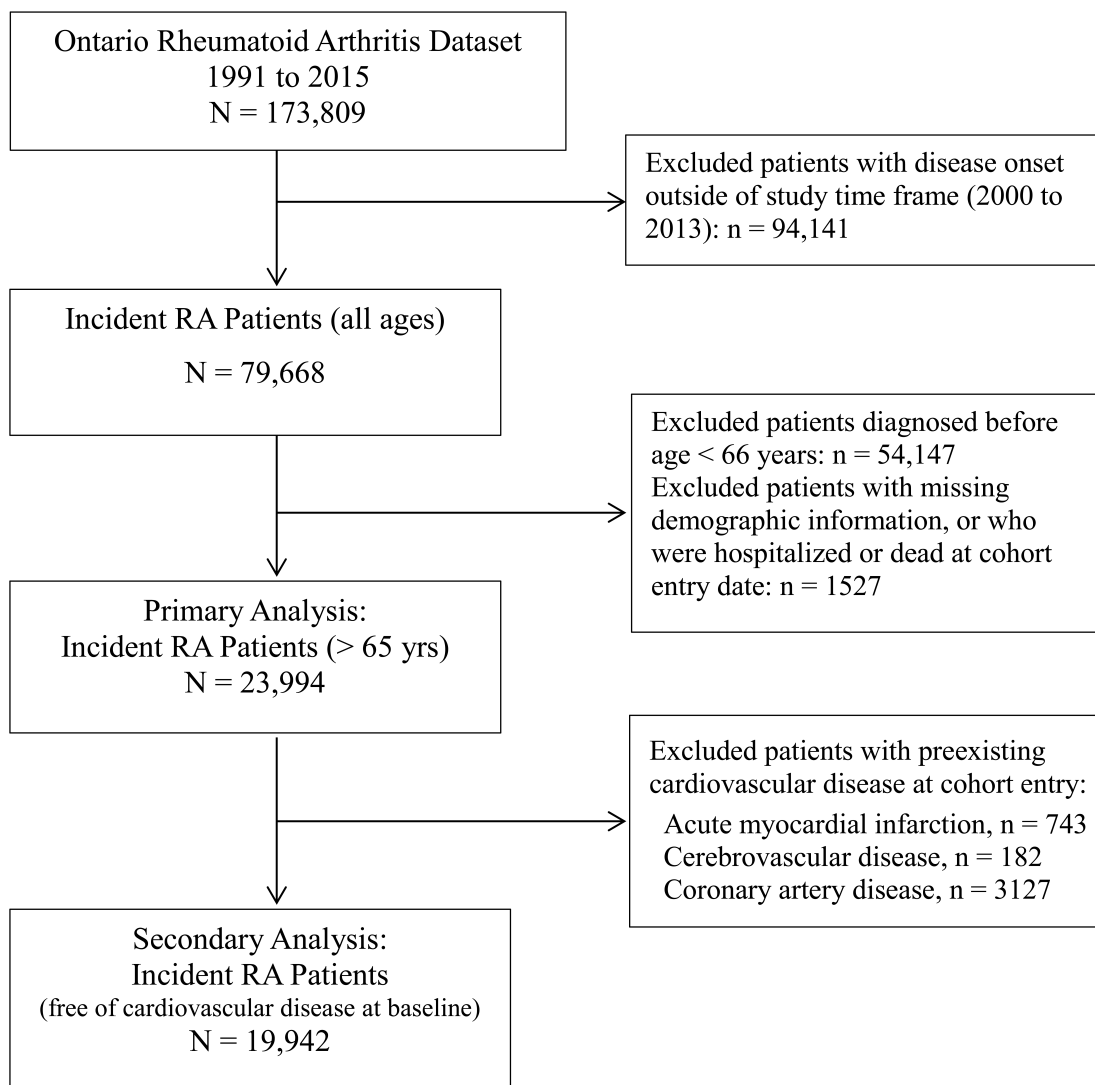 Ontario Rheumatoid Arthritis Dataset
1991 to 2015
N = 173,809
Excluded patients with disease onset
outside of study time frame (2000 to
2013): n = 94,141
Incident RA Patients (all ages)
N = 79,668
Excluded patients diagnosed before
age < 66 years: n = 54,147
Excluded patients with missing
demographic information, or who
were hospitalized or dead at cohort
entry date: n = 1527
Primary Analysis:
Incident RA Patients (> 65 yrs)
N = 23,994
Excluded patients with preexisting
cardiovascular disease at cohort entry:
Acute myocardial infarction, n = 743
Cerebrovascular disease, n = 182
Coronary artery disease, n = 3127
Secondary Analysis:
Incident RA Patients
(free of cardiovascular disease at baseline)
N = 19,942